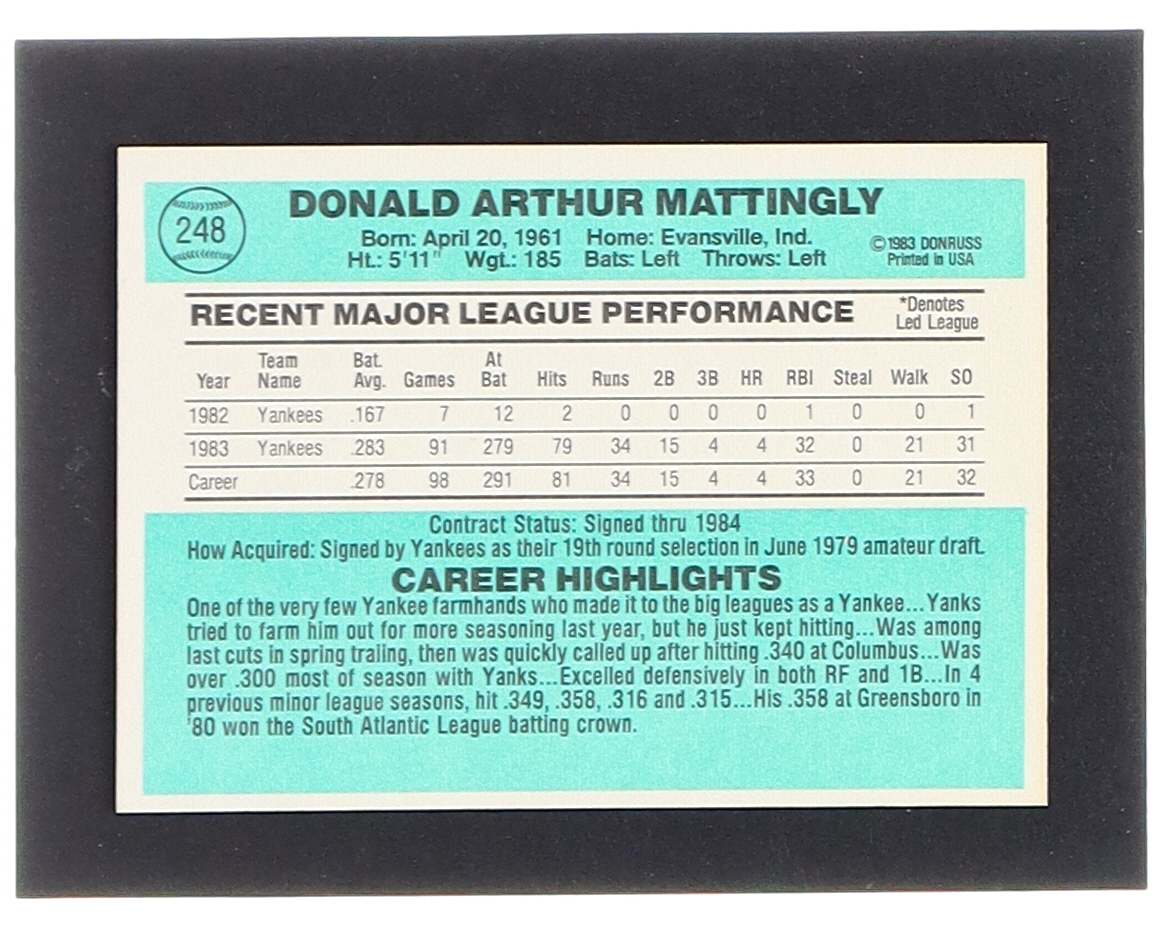 248
DONALD ARTHUR MATTINGLY
Born: April 20, 1961 Home: Evansville, Ind.
Ht.: 5'11" Wgt.: 185 Bats: Left Throws: Left
©1983 DONRUSS
Printed in USA
RECENT MAJOR LEAGUE PERFORMANCE
*Denotes
Led League
Year Team Name Bat. Avg. Games At Bat Hits Runs 2B 3B HR RBI Steal Walk SO
1982 Yankees .167 7 12 2 0 0 0 0 1 0 0 1
1983 Yankees .283 91 279 79 34 15 4 4 32 0 21 31
Career .278 98 291 81 34 15 4 4 33 0 21 32
Contract Status: Signed thru 1984
How Acquired: Signed by Yankees as their 19th round selection in June 1979 amateur draft.
CAREER HIGHLIGHTS
One of the very few Yankee farmhands who made it to the big leagues as a Yankee...Yanks
tried to farm him out for more seasoning last year, but he just kept hitting...Was among
last cuts in spring traiing, then was quickly called up after hitting .340 at Columbus...Was
over .300 most of season with Yanks...Excelled defensively in both RF and 1B...In 4
previous minor league seasons, hit .349, .358, .316 and .315...His .358 at Greensboro in
'80 won the South Atlantic League batting crown.